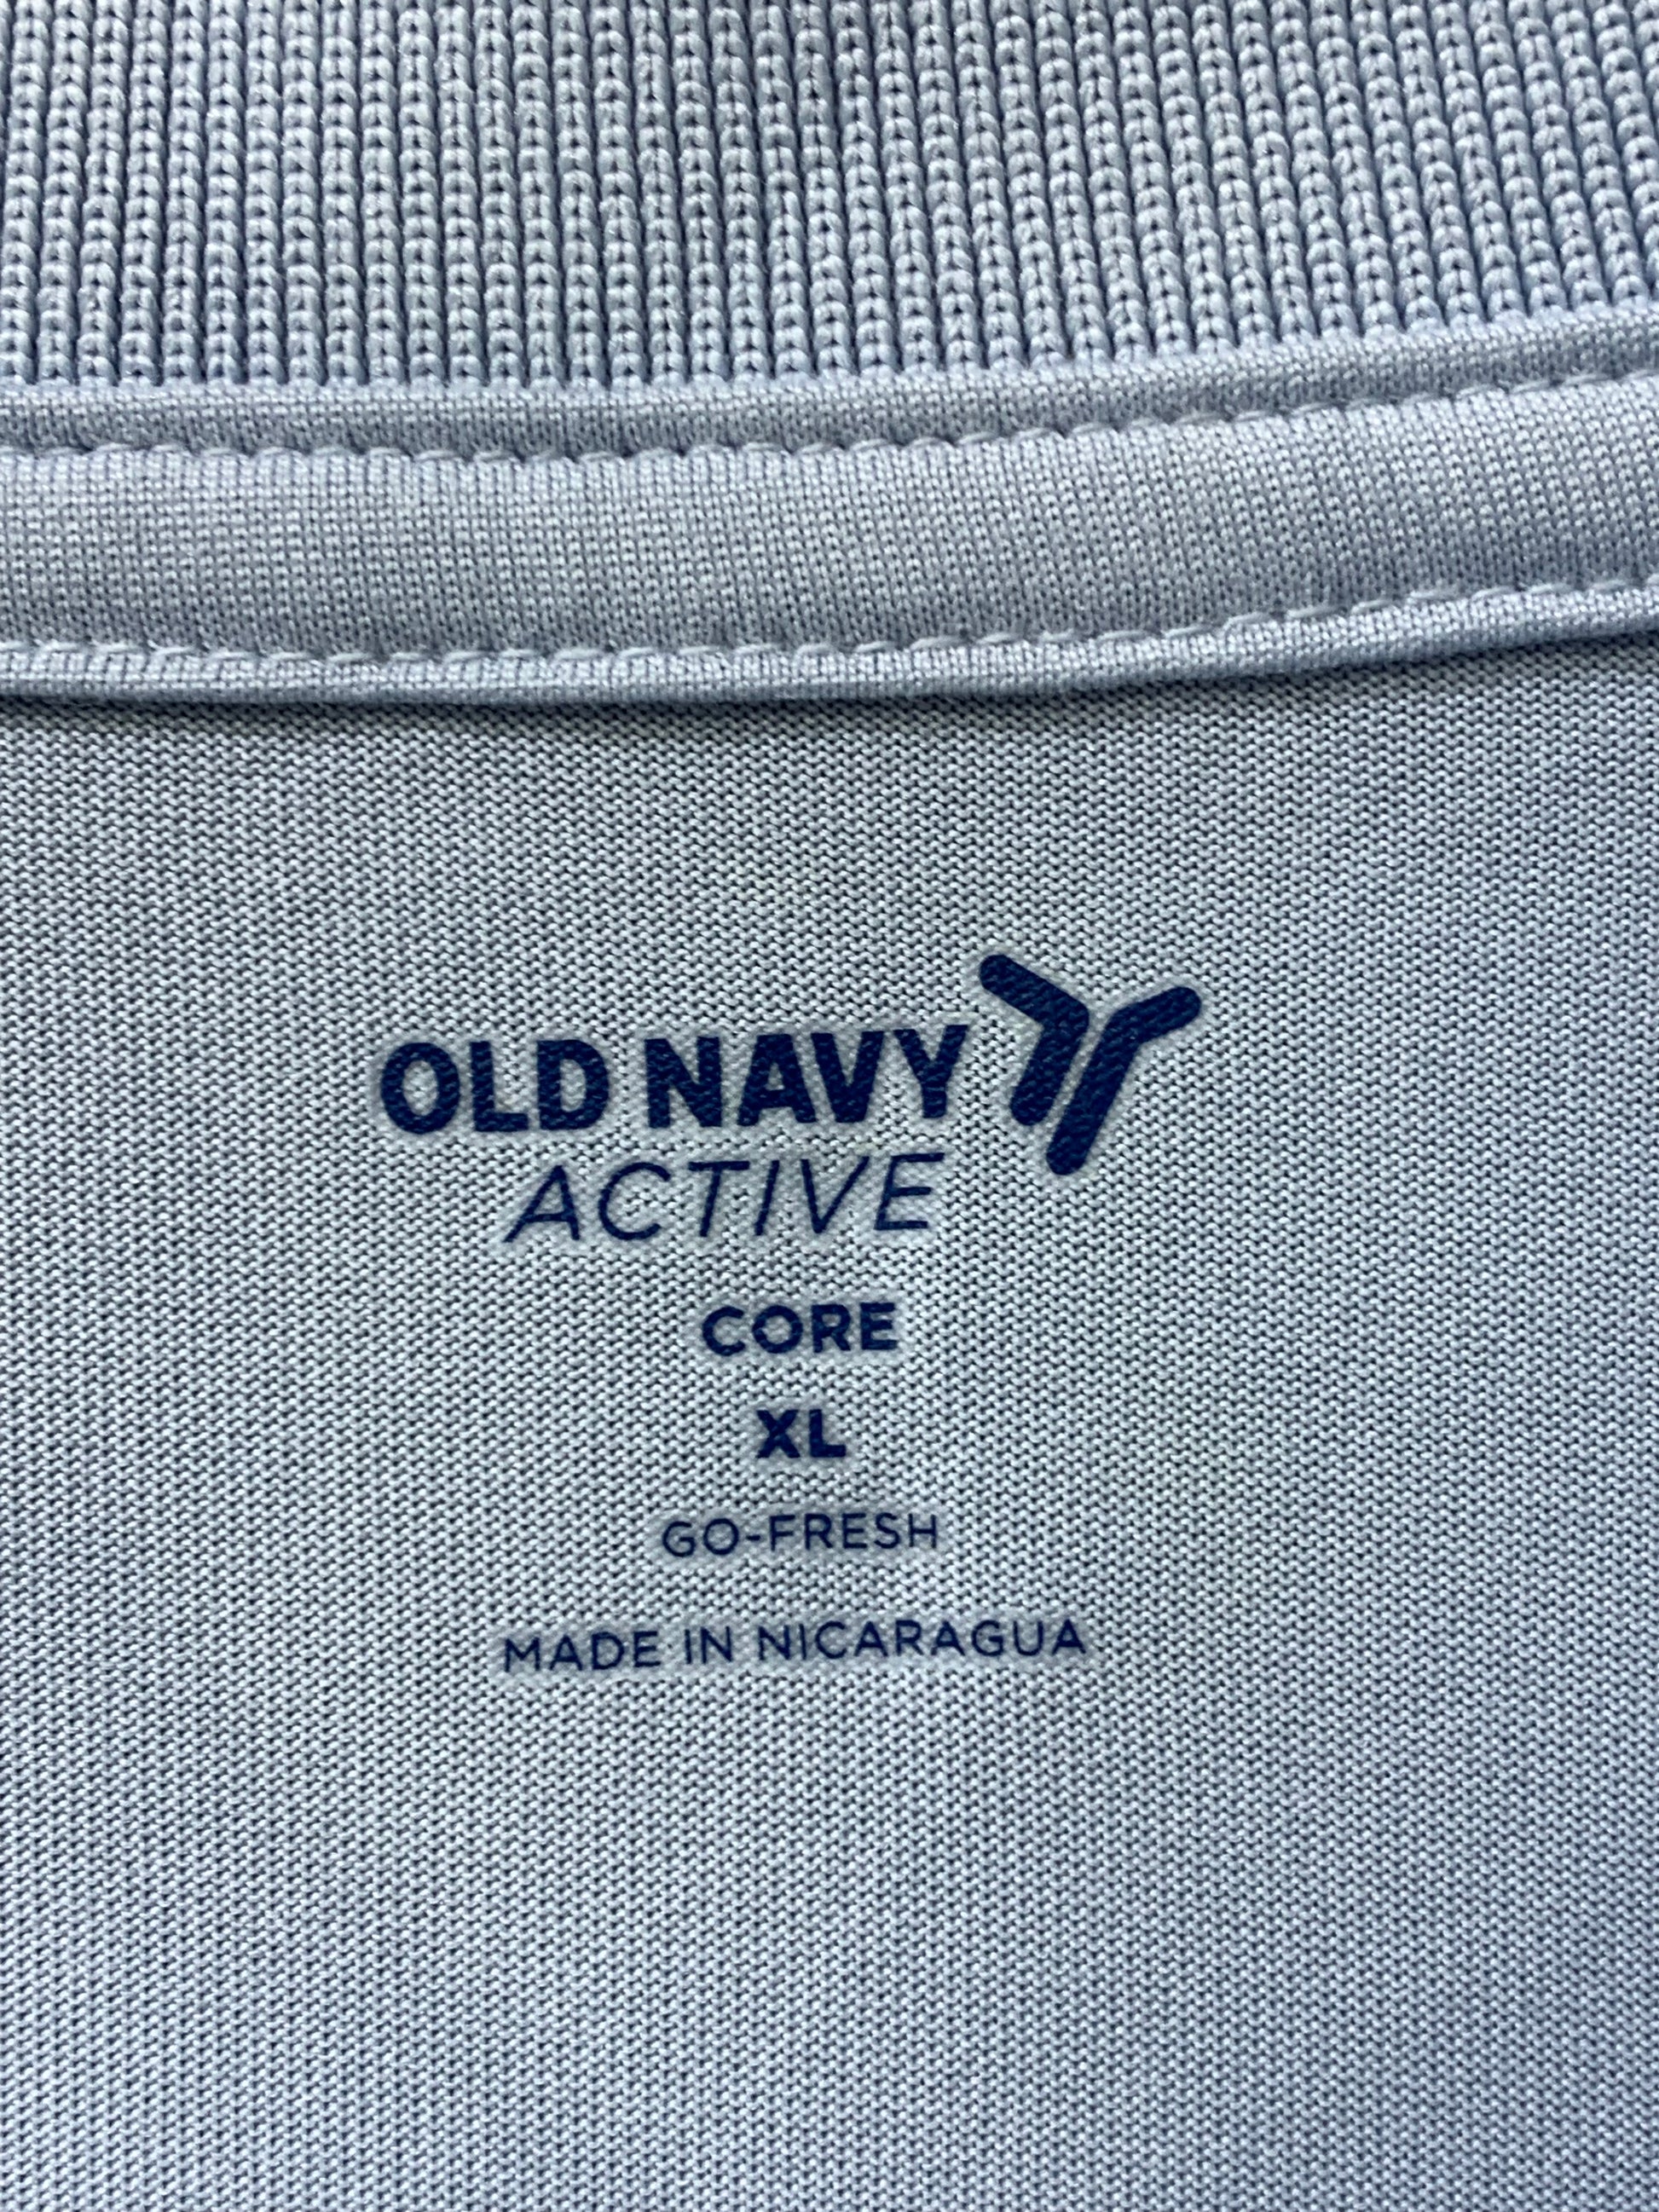 OLD NAVY
ACTIVE
CORE
XL
GO-FRESH
MADE IN NICARAGUA